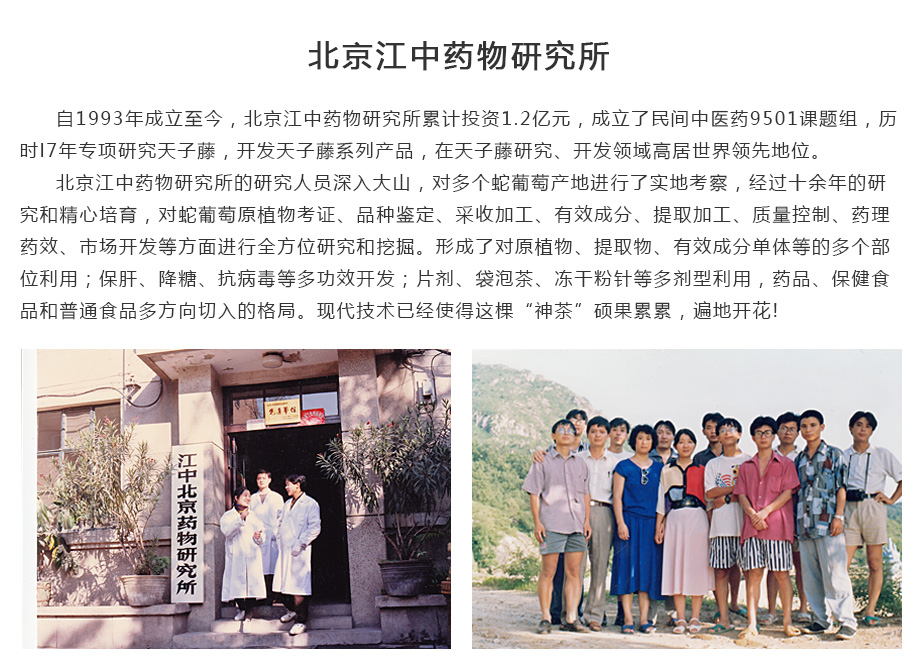 北京江中药物研究所
自1993年成立至今，北京江中药物研究所累计投资1.2亿元，成立了民间中医药9501课题组，历
时I7年专项研究天子藤，开发天子藤系列产品，在天子藤研究、开发领域高居世界领先地位。
北京江中药物研究所的研究人员深入大山，对多个蛇葡萄产地进行了实地考察，经过十余年的研
究和精心培育，对蛇葡萄原植物考证、品种鉴定、采收加工、有效成分、提取加工、质量控制、药理
药效、市场开发等方面进行全方位研究和挖掘。形成了对原植物、提取物、有效成分单体等的多个部
位利用；保肝、降糖、抗病毒等多功效开发；片剂、袋泡茶、冻干粉针等多剂型利用，药品、保健食
品和普通食品多方向切入的格局。现代技术已经使得这棵“神茶”硕果累累，遍地开花!
江中北京药物研究所